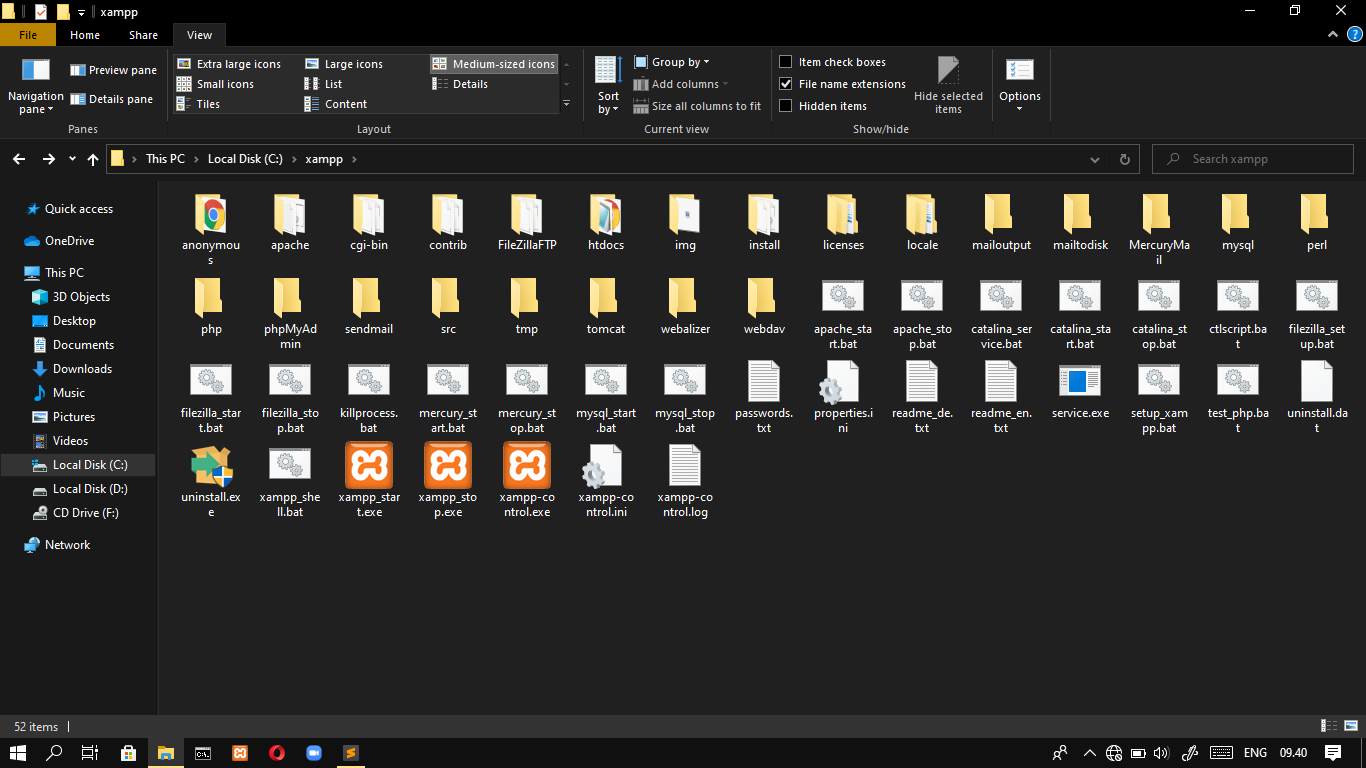 xampp
File Home Share View
Navigation pane
Preview pane
Details pane
Panes
Extra large icons Large icons Medium-sized icons
Small icons List Details
Tiles Content
Layout
Sort by
Group by
Add columns
Size all columns to fit
Current view
Item check boxes
File name extensions
Hidden items
Hide selected items
Show/hide
Options
This PC Local Disk (C:) xampp
Search xampp
Quick access
OneDrive
This PC
3D Objects
Desktop
Documents
Downloads
Music
Pictures
Videos
Local Disk (C:)
Local Disk (D:)
CD Drive (F:)
Network
anonymous apache cgi-bin contrib FileZillaFTP htdocs img install licenses locale mailoutput mailtodisk MercuryMail mysql perl
php phpMyAdmin sendmail src tmp tomcat webalizer webdav apache_start.bat apache_stop.bat catalina_service.bat catalina_start.bat catalina_stop.bat ctlscript.bat filezilla_setup.bat
filezilla_start.bat filezilla_stop.bat killprocess.bat mercury_start.bat mercury_stop.bat mysql_start.bat mysql_stop.bat passwords.txt properties.ini readme_de.txt readme_en.txt service.exe setup_xampp.bat test_php.bat uninstall.dat
uninstall.exe xampp_shell.bat xampp_start.exe xampp_stop.exe xampp-control.exe xampp-control.ini xampp-control.log
52 items
ENG 09.40